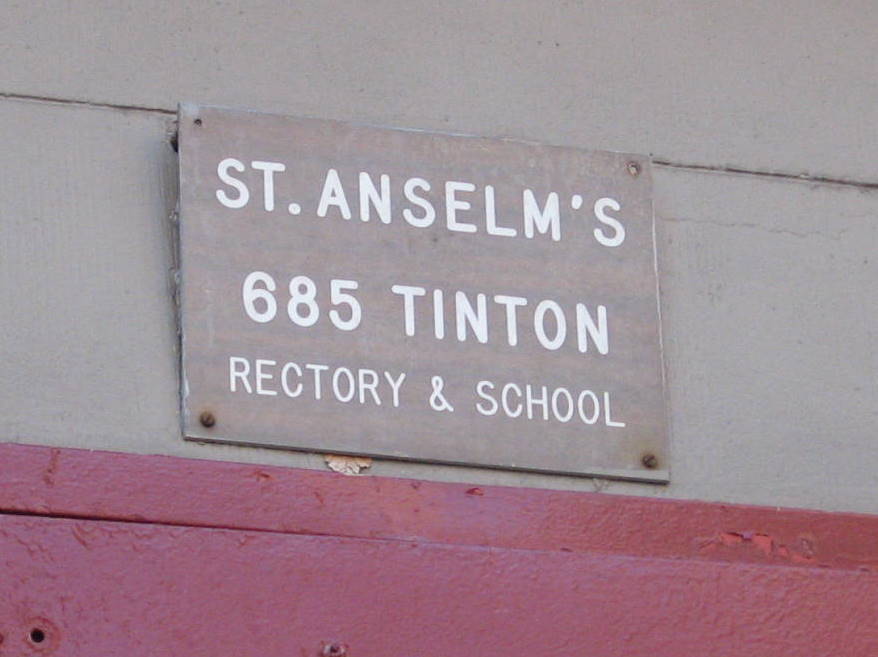 ST. ANSELM'S
685 TINTON
RECTORY & SCHOOL